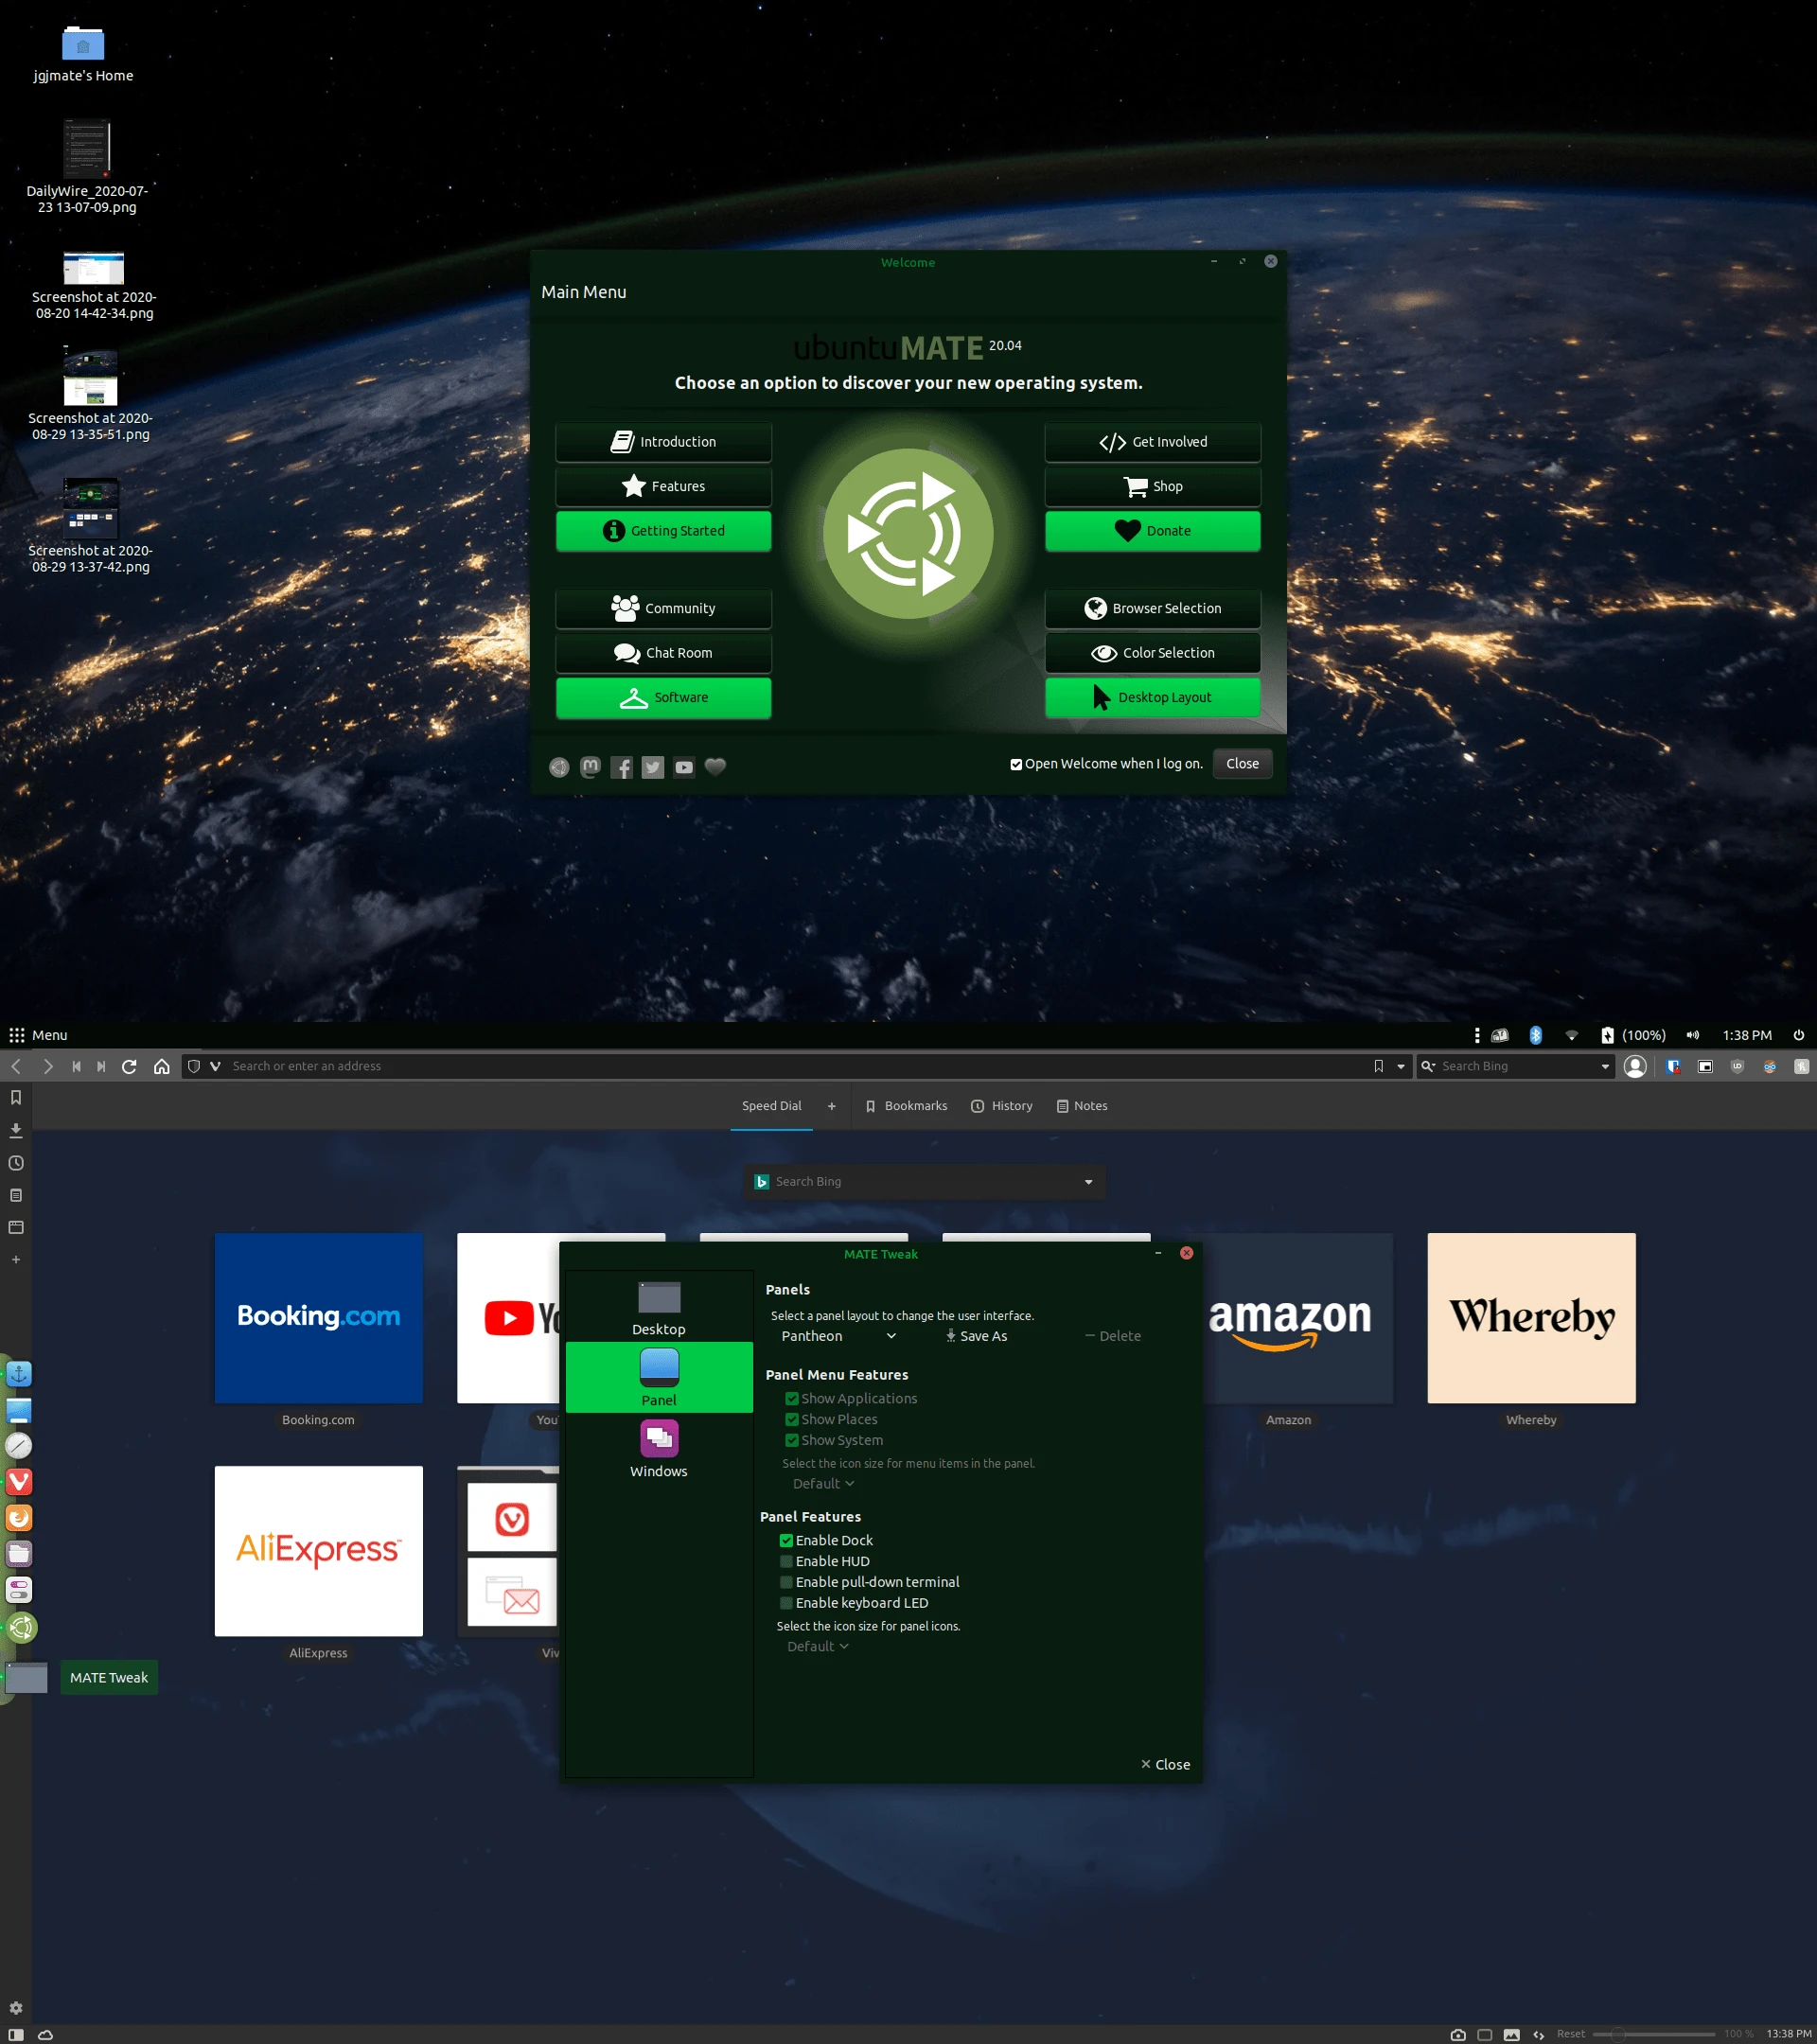 jgjmate's Home
DailyWire_2020-07-
23 13-07-09.png
Screenshot at 2020-
08-20 14-42-34.png
Screenshot at 2020-
08-29 13-35-51.png
Screenshot at 2020-
08-29 13-37-42.png
Welcome
Main Menu
ubuntu MATE 20.04
Choose an option to discover your new operating system.
Introduction
Features
Getting Started
Community
Chat Room
Software
Get Involved
Shop
Donate
Browser Selection
Color Selection
Desktop Layout
Open Welcome when I log on.
Close
Menu
(100%)
1:38 PM
Search or enter an address
Search Bing
Speed Dial
Bookmarks
History
Notes
Search Bing
Booking.com
Booking.com
amazon
Amazon
Whereby
Whereby
AliExpress
AliExpress
You
Viv
MATE Tweak
Desktop
Panel
Windows
Panels
Select a panel layout to change the user interface.
Pantheon
Save As
Delete
Panel Menu Features
Show Applications
Show Places
Show System
Select the icon size for menu items in the panel.
Default
Panel Features
Enable Dock
Enable HUD
Enable pull-down terminal
Enable keyboard LED
Select the icon size for panel icons.
Default
Close
MATE Tweak
Reset
100 %
13:38 PM